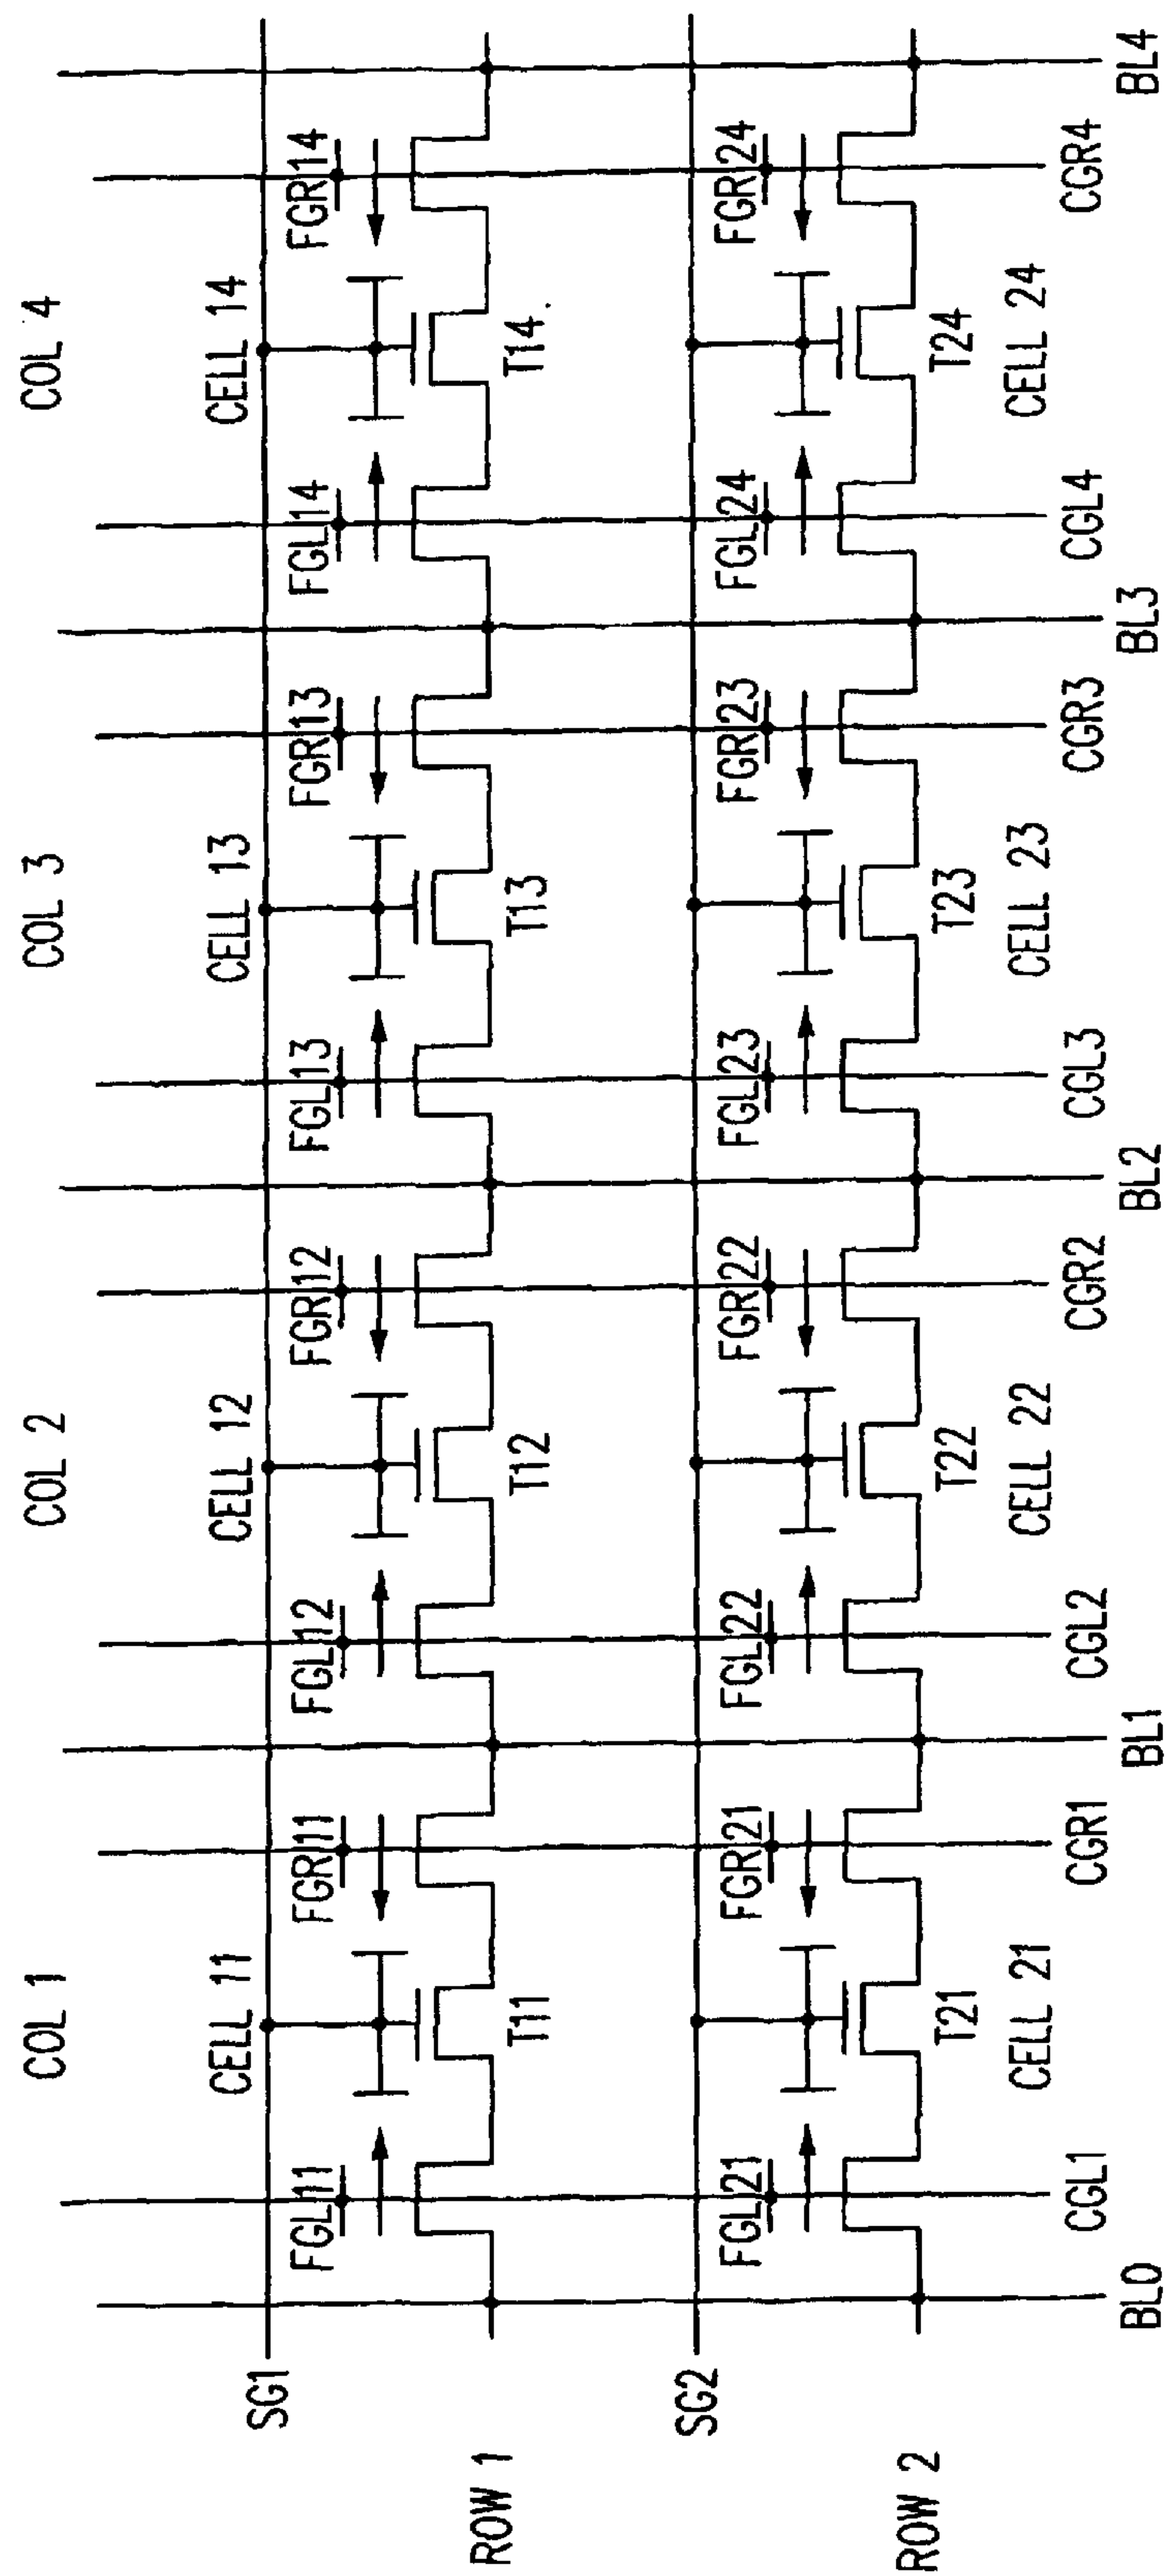 COL 1
COL 2
COL 3
COL 4
CELL 11
CELL 12
CELL 13
CELL 14
SG1
FGL11
FGR11
FGL12
FGR12
FGL13
FGR13
FGL14
FGR14
T11
T12
T13
T14
ROW 1
SG2
FGL21
FGR21
FGL22
FGR22
FGL23
FGR23
FGL24
FGR24
T21
T22
T23
T24
ROW 2
CELL 21
CELL 22
CELL 23
CELL 24
CGL1
CGR1
CGL2
CGR2
CGL3
CGR3
CGL4
CGR4
BL0
BL1
BL2
BL3
BL4